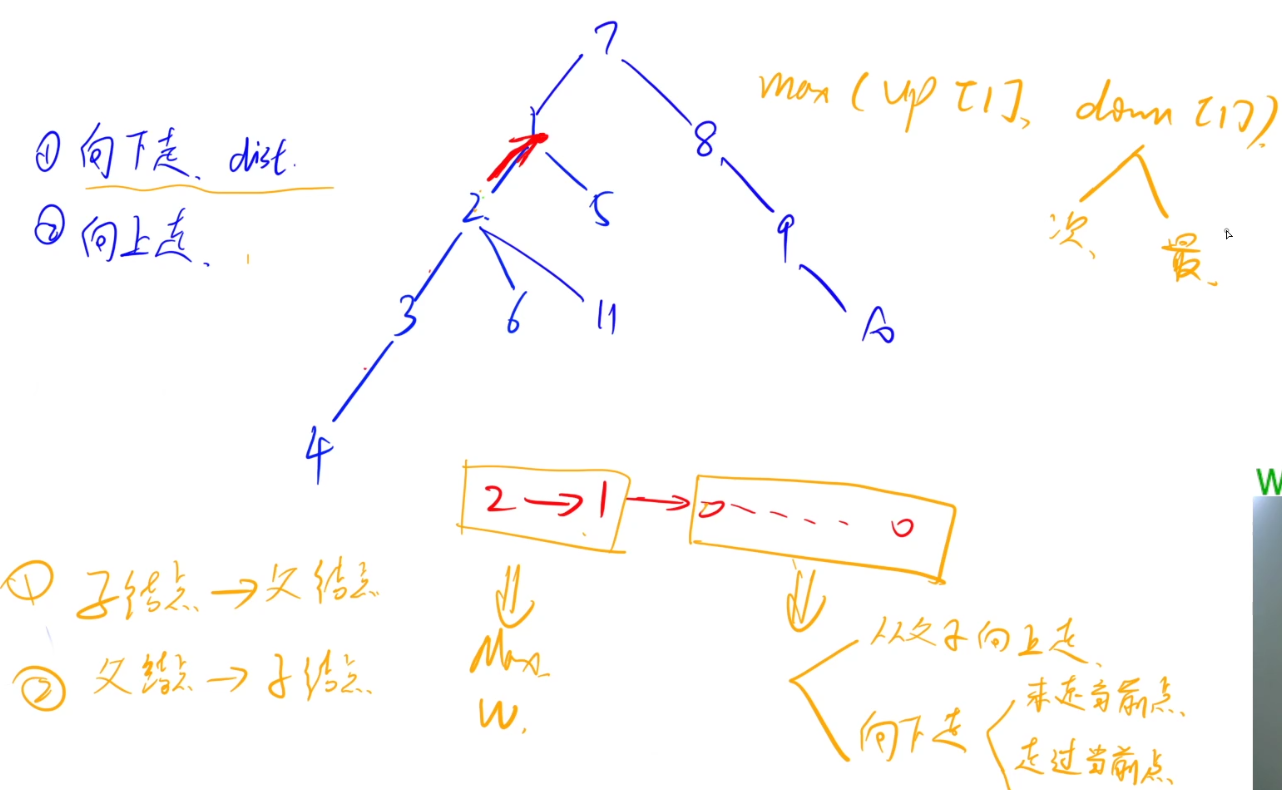 7
max(up[1], down[1])
次、 最、
① 向下走、dist.
② 向上走、
1 8
2 5 9
3 6 11 10
4
2 → 1 → 0 - - - - 0
① 子结点 → 父结点
② 父结点 → 子结点
Max
W.
从父子向上走、
向下走
未走当前点、
走过当前点
W